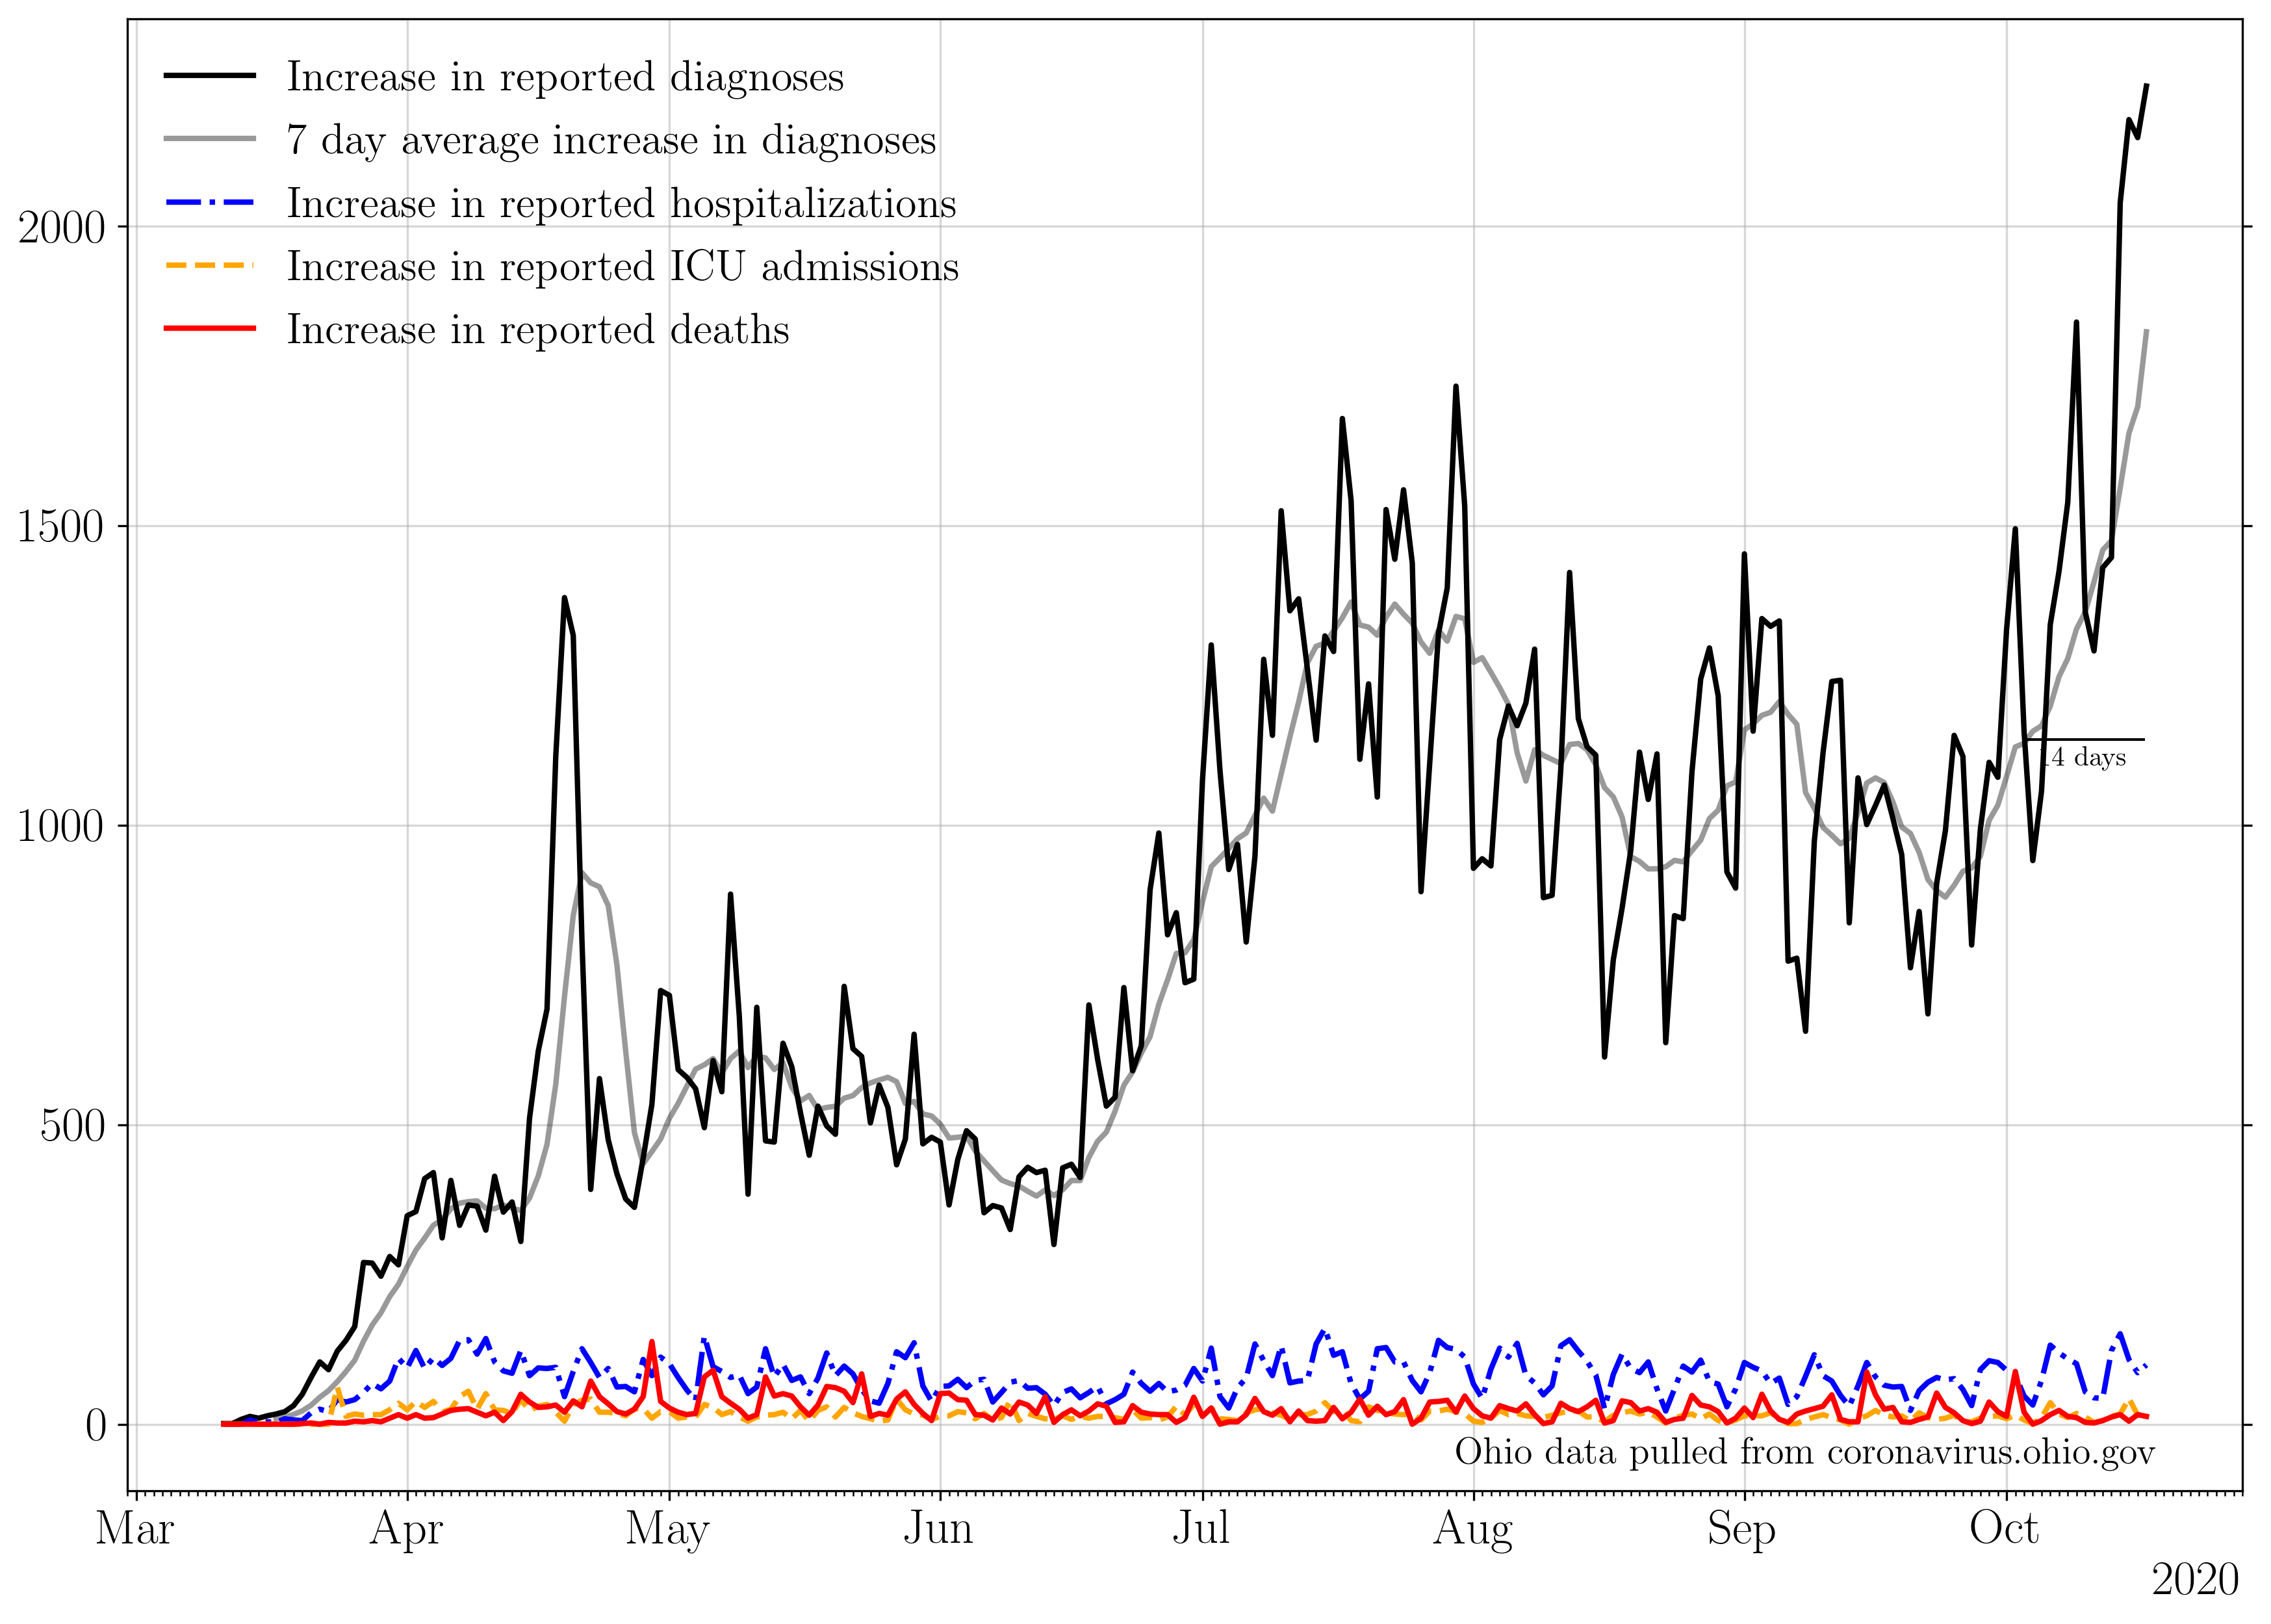 Increase in reported diagnoses
7 day average increase in diagnoses
Increase in reported hospitalizations
Increase in reported ICU admissions
Increase in reported deaths
2000
1500
1000
500
0
14 days
Ohio data pulled from coronavirus.ohio.gov
Mar Apr May Jun Jul Aug Sep Oct
2020